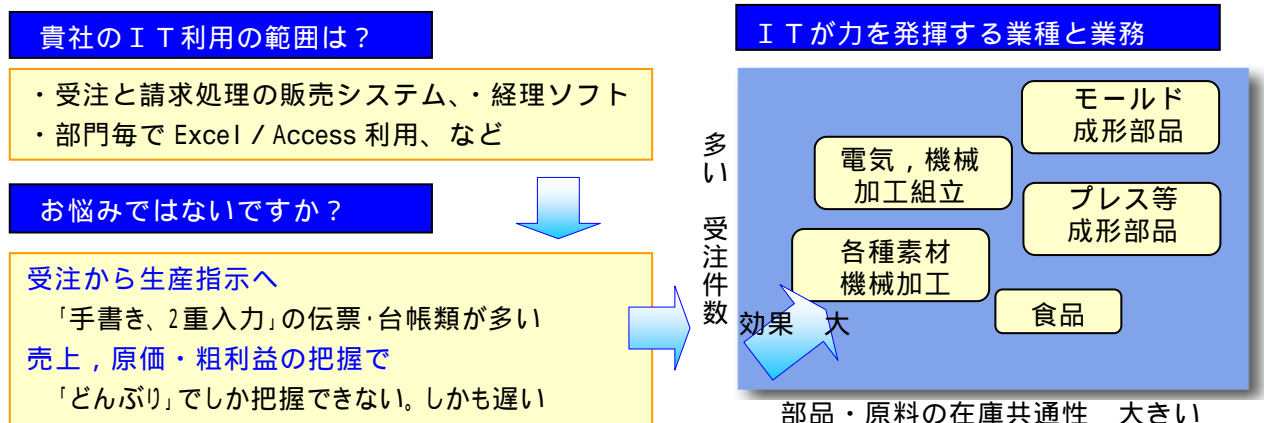 貴社のＩＴ利用の範囲は？
・受注と請求処理の販売システム、・経理ソフト
・部門毎で Excel / Access 利用、など
お悩みではないですか？
受注から生産指示へ
「手書き、2重入力」の伝票・台帳類が多い
売上，原価・粗利益の把握で
「どんぶり」でしか把握できない。しかも遅い
ＩＴが力を発揮する業種と業務
多い 受注件数
モールド
成形部品
電気，機械
加工組立
プレス等
成形部品
各種素材
機械加工
食品
効果 大
部品・原料の在庫共通性 大きい